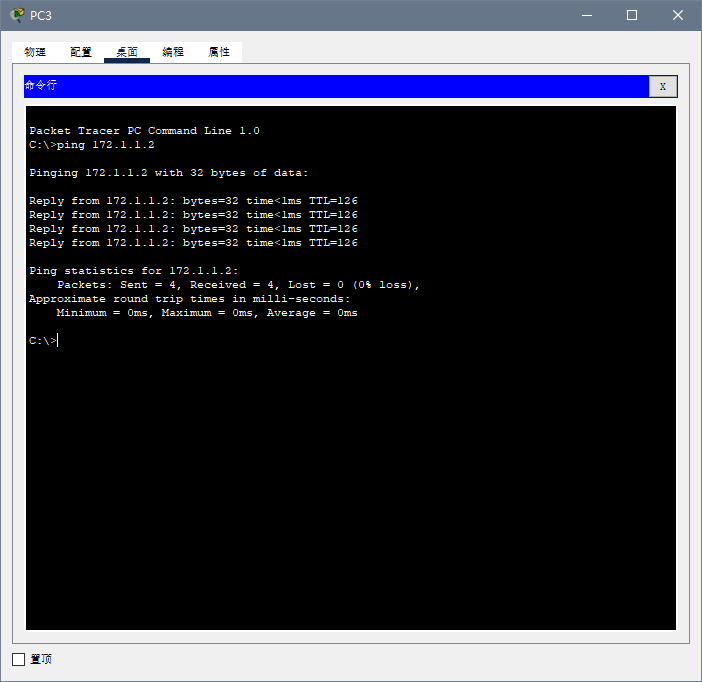 PC3
物理 配置 桌面 编程 属性
命令行
X
Packet Tracer PC Command Line 1.0
C:\>ping 172.1.1.2
Pinging 172.1.1.2 with 32 bytes of data:
Reply from 172.1.1.2: bytes=32 time<1ms TTL=126
Reply from 172.1.1.2: bytes=32 time<1ms TTL=126
Reply from 172.1.1.2: bytes=32 time<1ms TTL=126
Reply from 172.1.1.2: bytes=32 time<1ms TTL=126
Ping statistics for 172.1.1.2:
Packets: Sent = 4, Received = 4, Lost = 0 (0% loss),
Approximate round trip times in milli-seconds:
Minimum = 0ms, Maximum = 0ms, Average = 0ms
C:\>
置顶